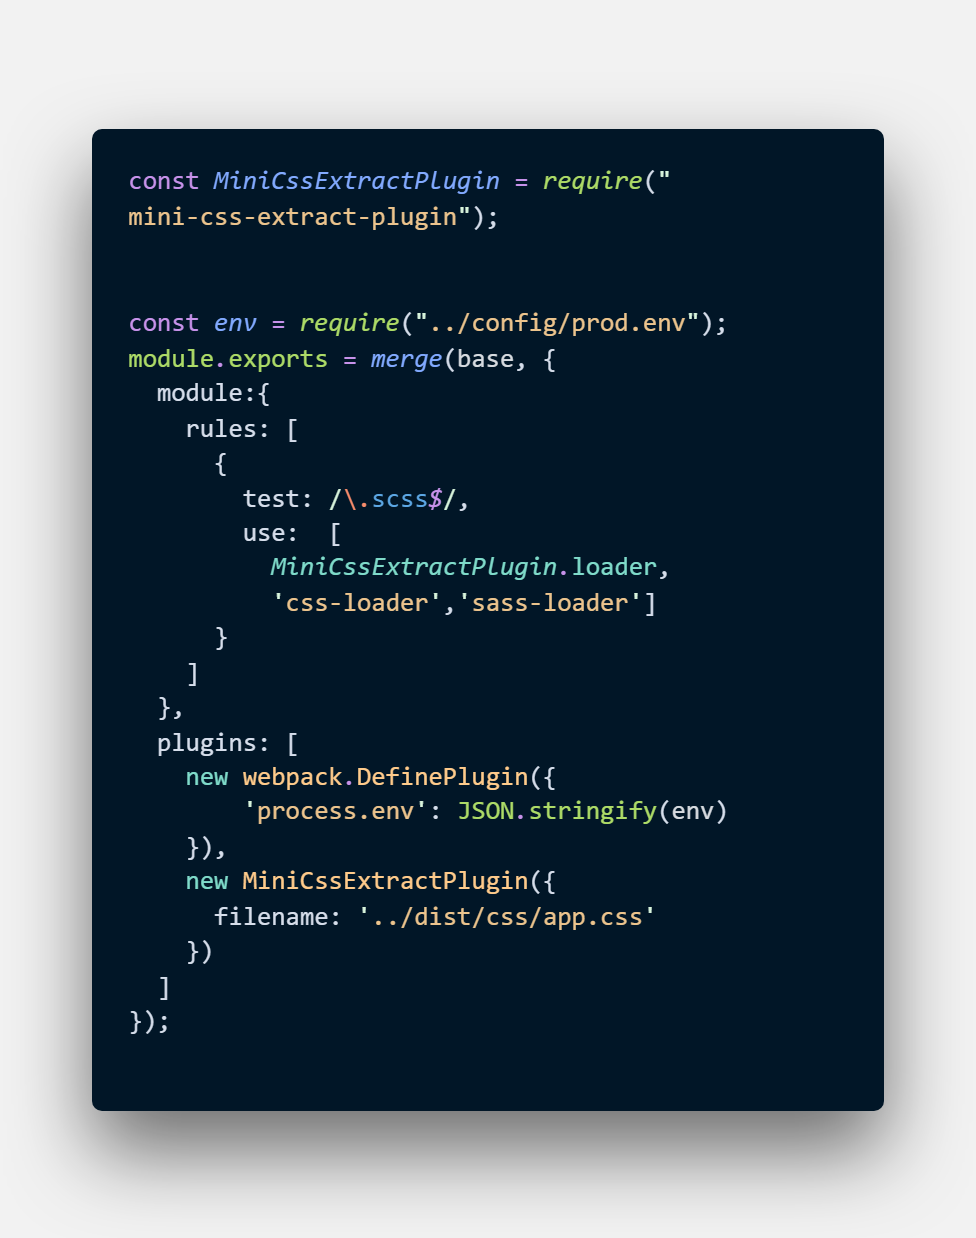 const MiniCssExtractPlugin = require("
mini-css-extract-plugin");
const env = require("../config/prod.env");
module.exports = merge(base, {
  module:{
    rules: [
      {
        test: /\.scss$/,
        use:  [
          MiniCssExtractPlugin.loader,
          'css-loader','sass-loader']
      }
    ]
  },
  plugins: [
    new webpack.DefinePlugin({
        'process.env': JSON.stringify(env)
    }),
    new MiniCssExtractPlugin({
      filename: '../dist/css/app.css'
    })
  ]
});